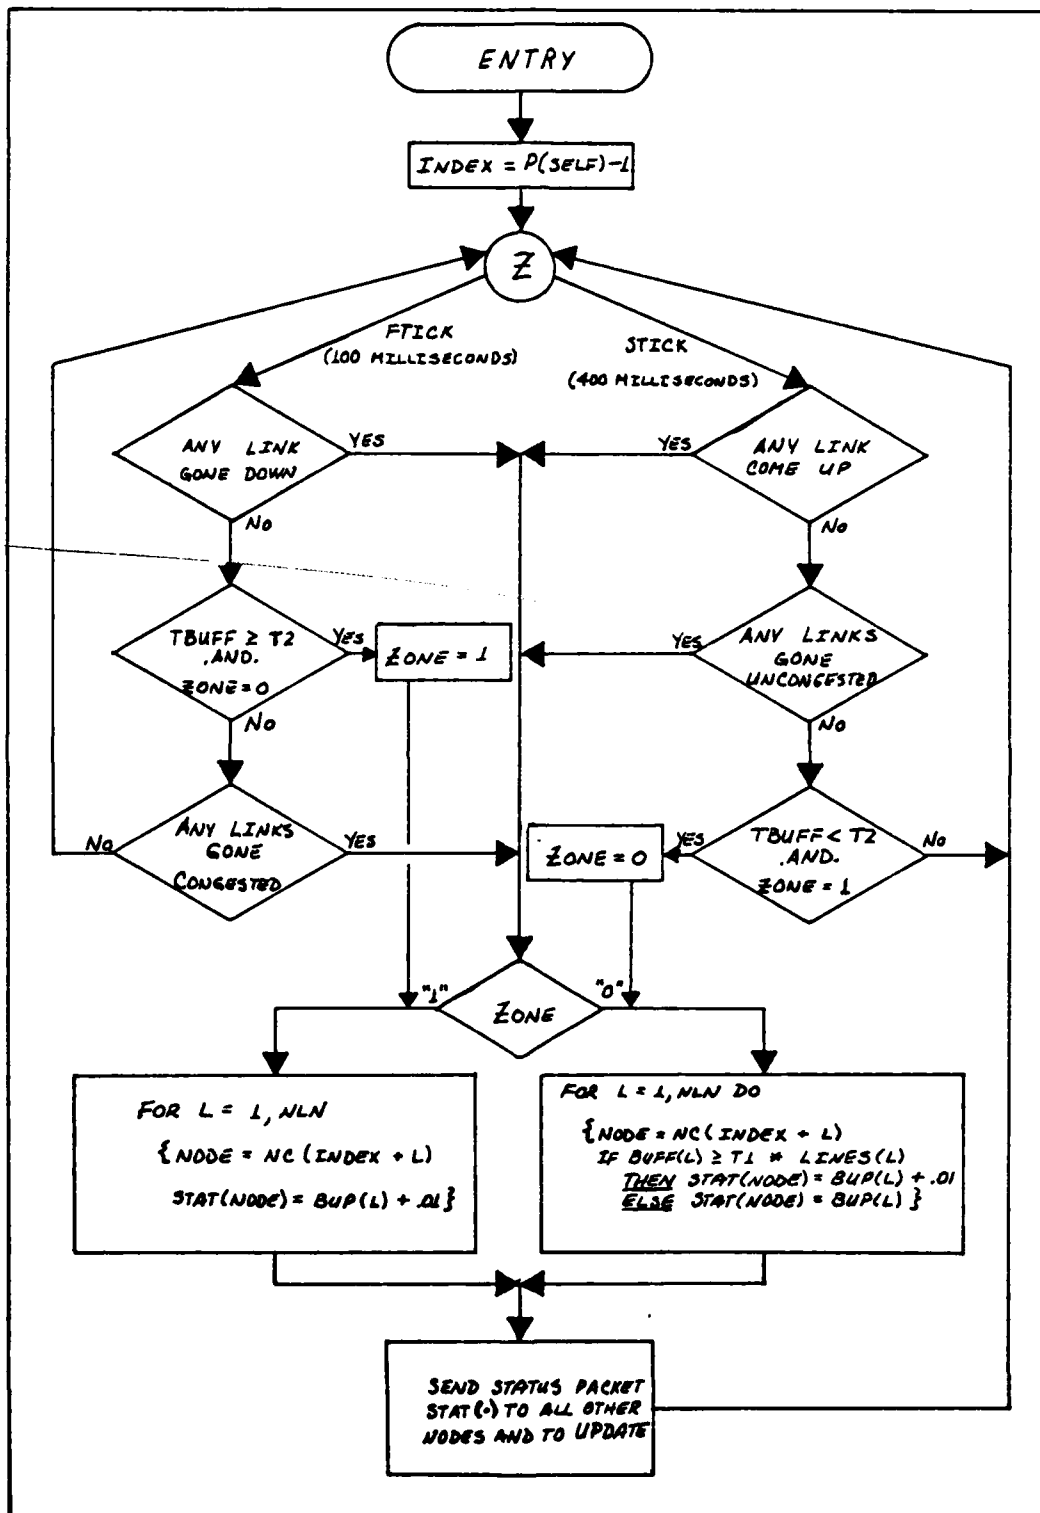 ENTRY
INDEX = P(SELF)-1
Z
FTICK
(100 MILLISECONDS)
STICK
(400 MILLISECONDS)
ANY LINK
GONE DOWN
YES
NO
YES
ANY LINK
COME UP
NO
TBUFF ≥ T2
.AND.
ZONE=0
YES
NO
ZONE = 1
YES
ANY LINKS
GONE
UNCONGESTED
NO
ANY LINKS
GONE
CONGESTED
NO
YES
ZONE = 0
YES
TBUFF < T2
.AND.
ZONE = 1
NO
"1"
ZONE
"0"
FOR L = 1, NLN
{NODE = NC (INDEX + L)
STAT(NODE) = BUP(L) + .01}
FOR L = 1, NLN DO
{NODE = NC(INDEX + L)
IF BUFF(L) ≥ T1 * LINES(L)
THEN STAT(NODE) = BUP(L) + .01
ELSE STAT(NODE) = BUP(L) }
SEND STATUS PACKET
STAT(·) TO ALL OTHER
NODES AND TO UPDATE